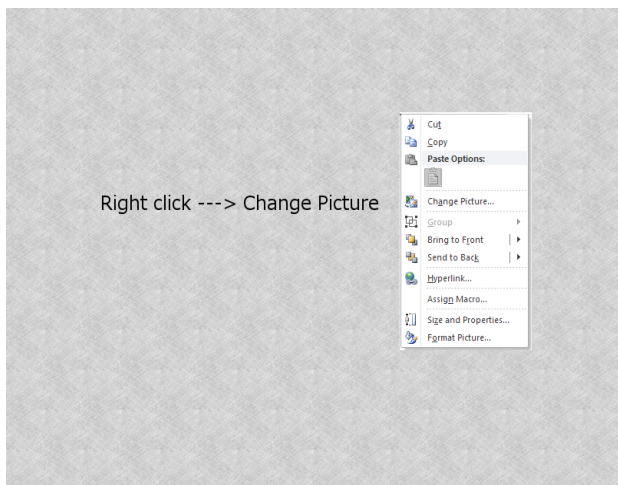 Right click ---> Change Picture
Cut
Copy
Paste Options:
Change Picture...
Group
Bring to Front
Send to Back
Hyperlink...
Assign Macro...
Size and Properties...
Format Picture...